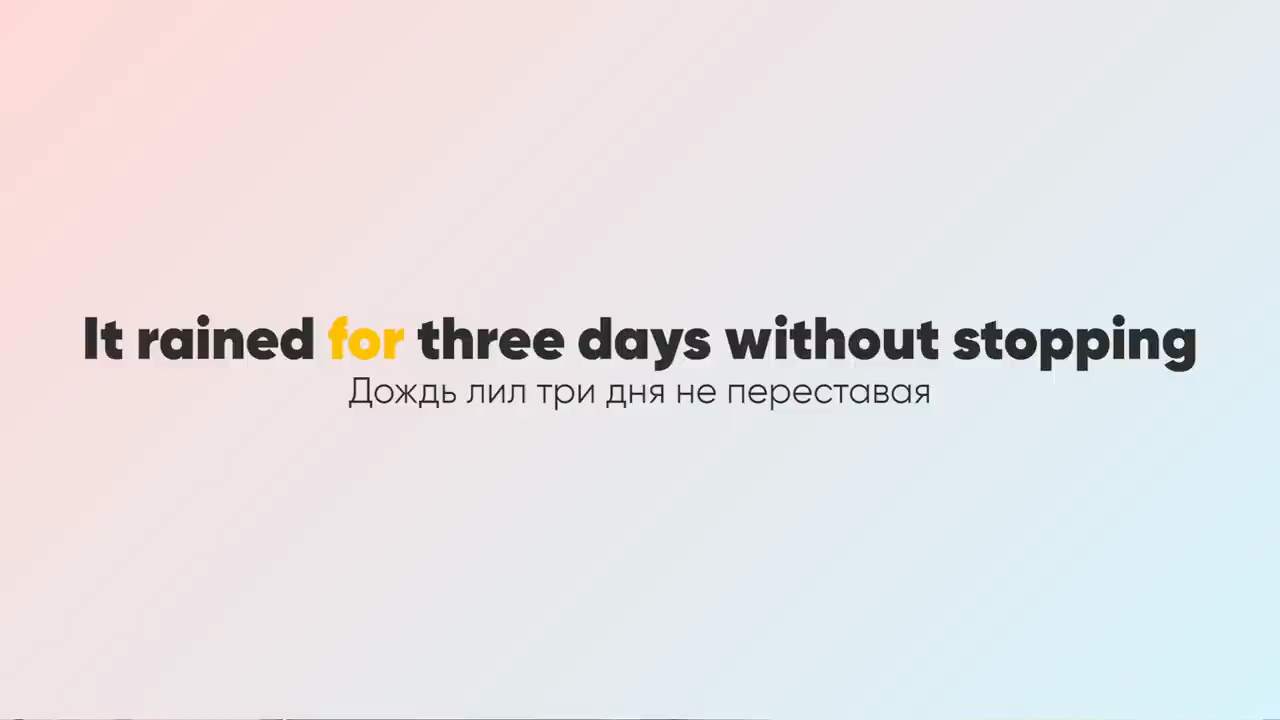 It rained for three days without stopping
Дождь лил три дня не переставая